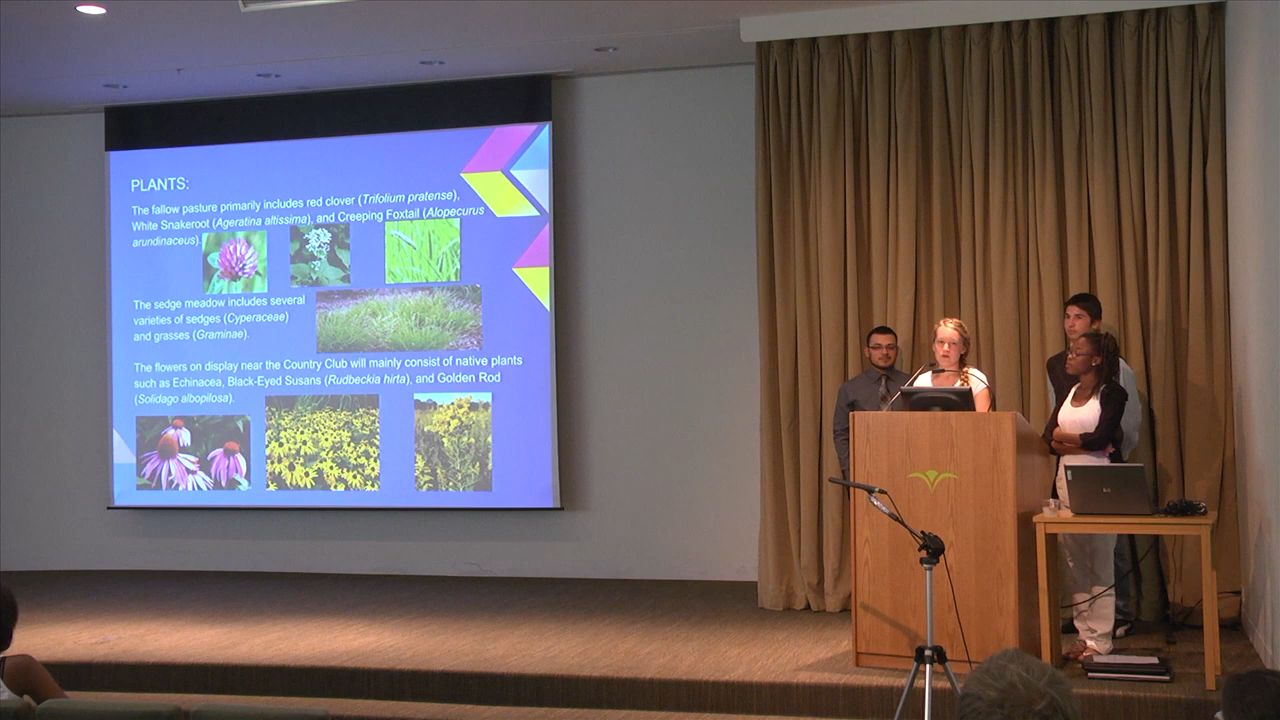 PLANTS:
The fallow pasture primarily includes red clover (Trifolium pratense),
White Snakeroot (Ageratina altissima), and Creeping Foxtail (Alopecurus
arundinaceus).
The sedge meadow includes several
varieties of sedges (Cyperaceae)
and grasses (Graminae).
The flowers on display near the Country Club will mainly consist of native plants
such as Echinacea, Black-Eyed Susans (Rudbeckia hirta), and Golden Rod
(Solidago albopilosa).